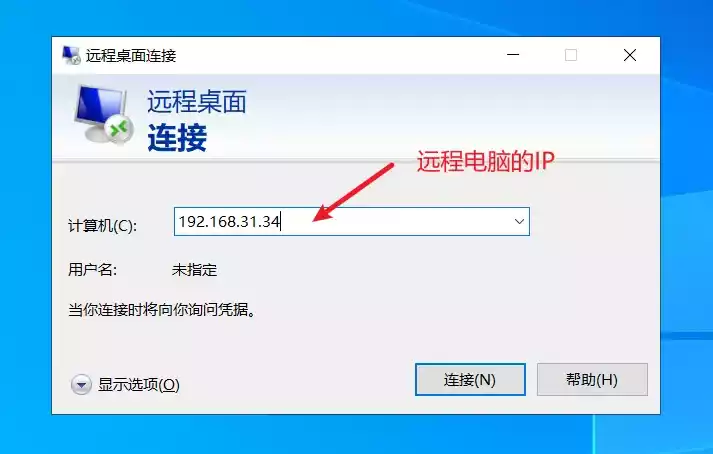 远程桌面连接
远程桌面
连接
远程电脑的IP
计算机(C): 192.168.31.34
用户名: 未指定
当你连接时将向你询问凭据。
显示选项(O) 连接(N) 帮助(H)